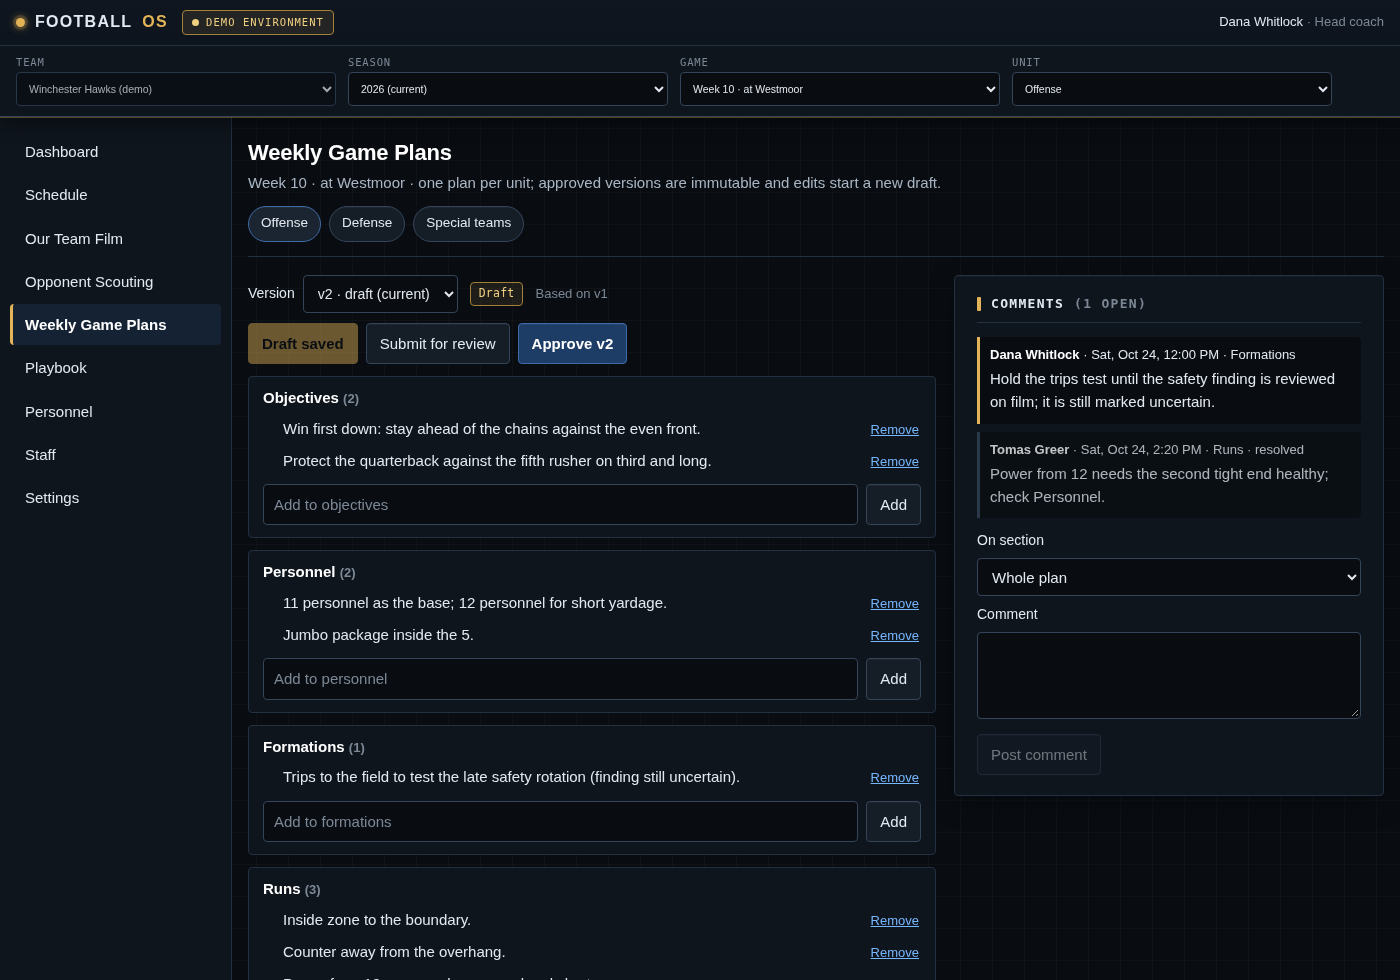 FOOTBALL OS
DEMO ENVIRONMENT
Dana Whitlock · Head coach
TEAM
Winchester Hawks (demo)
SEASON
2026 (current)
GAME
Week 10 · at Westmoor
UNIT
Offense
Dashboard
Schedule
Our Team Film
Opponent Scouting
Weekly Game Plans
Playbook
Personnel
Staff
Settings
Weekly Game Plans
Week 10 · at Westmoor · one plan per unit; approved versions are immutable and edits start a new draft.
Offense
Defense
Special teams
Version
v2 · draft (current)
Draft
Based on v1
Draft saved
Submit for review
Approve v2
Objectives (2)
Win first down: stay ahead of the chains against the even front.
Remove
Protect the quarterback against the fifth rusher on third and long.
Remove
Add to objectives
Add
Personnel (2)
11 personnel as the base; 12 personnel for short yardage.
Remove
Jumbo package inside the 5.
Remove
Add to personnel
Add
Formations (1)
Trips to the field to test the late safety rotation (finding still uncertain).
Remove
Add to formations
Add
Runs (3)
Inside zone to the boundary.
Remove
Counter away from the overhang.
Remove
COMMENTS (1 OPEN)
Dana Whitlock · Sat, Oct 24, 12:00 PM · Formations
Hold the trips test until the safety finding is reviewed
on film; it is still marked uncertain.
Tomas Greer · Sat, Oct 24, 2:20 PM · Runs · resolved
Power from 12 needs the second tight end healthy;
check Personnel.
On section
Whole plan
Comment
Post comment